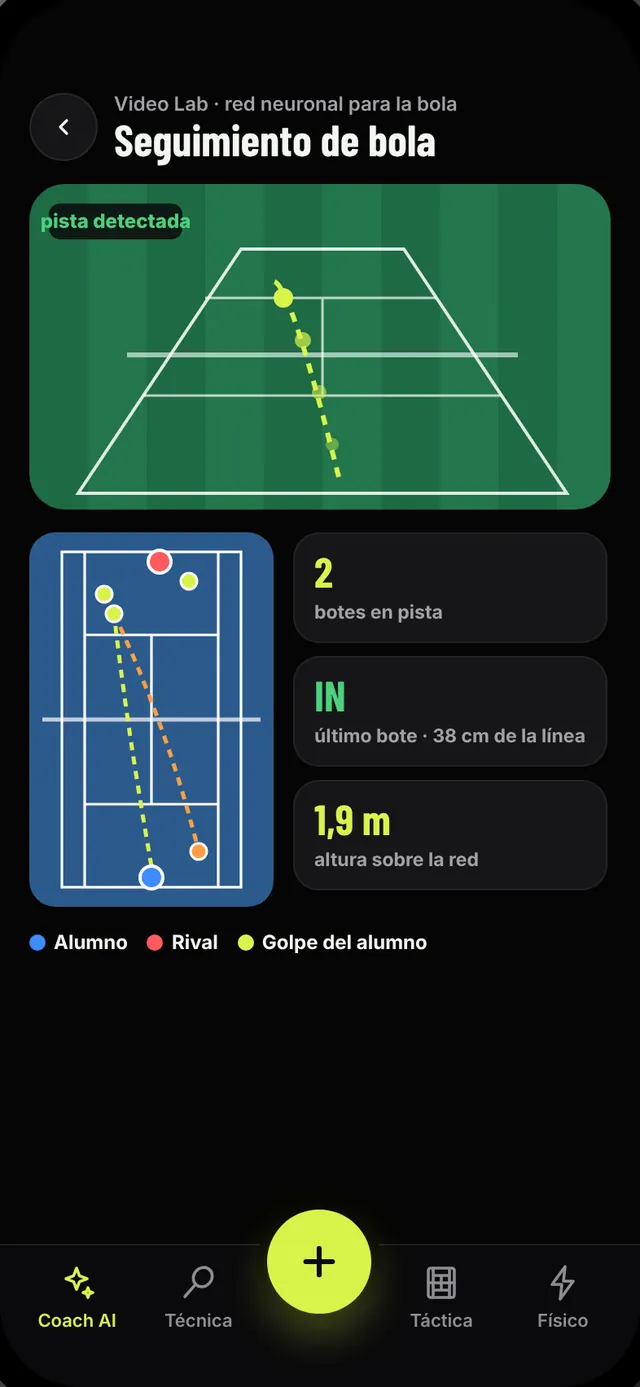 Video Lab · red neuronal para la bola
Seguimiento de bola
pista detectada
2
botes en pista
IN
último bote · 38 cm de la línea
1,9 m
altura sobre la red
Alumno Rival Golpe del alumno
Coach AI Técnica Táctica Físico